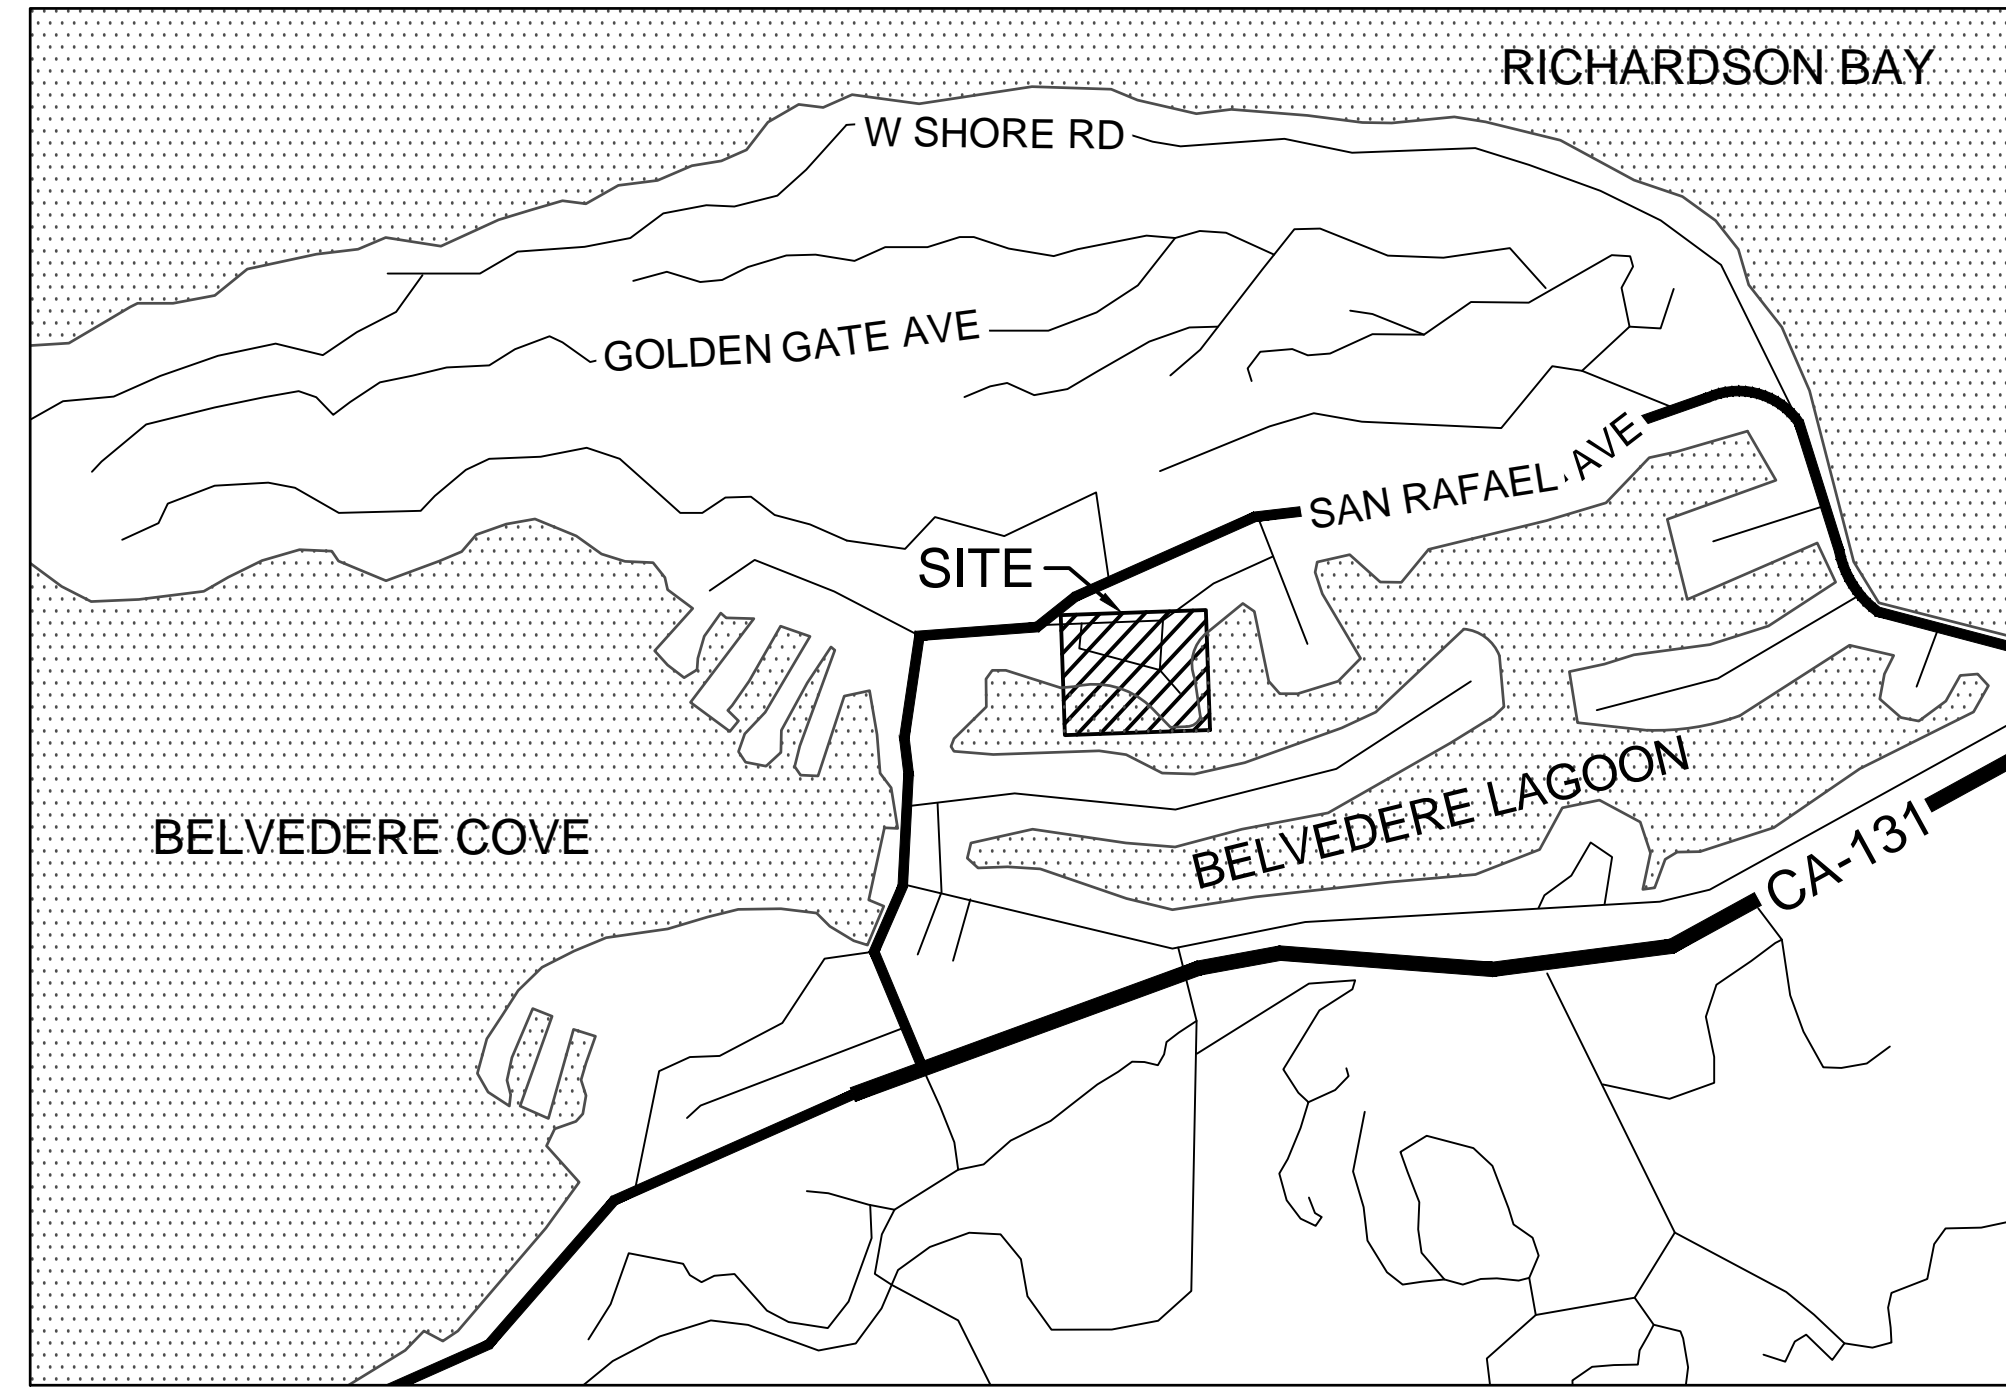 RICHARDSON BAY
W SHORE RD
GOLDEN GATE AVE
SAN RAFAEL AVE
SITE
BELVEDERE COVE
BELVEDERE LAGOON
CA-131